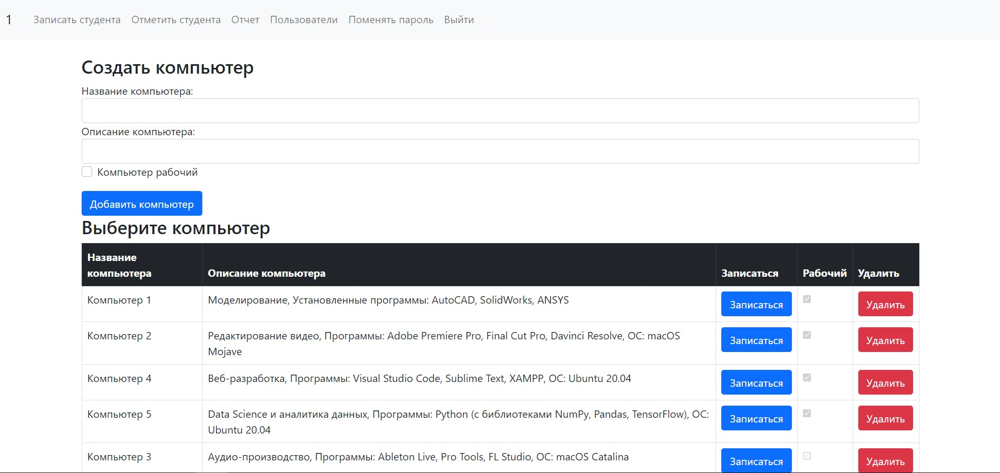 1 Записать студента Отметить студента Отчет Пользователи Поменять пароль Выйти
Создать компьютер
Название компьютера:
Описание компьютера:
Компьютер рабочий
Добавить компьютер
Выберите компьютер
Название
компьютера Описание компьютера Записаться Рабочий Удалить
Компьютер 1 Моделирование, Установленные программы: AutoCAD, SolidWorks, ANSYS Записаться Удалить
Компьютер 2 Редактирование видео, Программы: Adobe Premiere Pro, Final Cut Pro, Davinci Resolve, ОС: macOS Записаться Удалить
Mojave
Компьютер 4 Веб-разработка, Программы: Visual Studio Code, Sublime Text, XAMPP, ОС: Ubuntu 20.04 Записаться Удалить
Компьютер 5 Data Science и аналитика данных, Программы: Python (с библиотеками NumPy, Pandas, TensorFlow), ОС: Записаться Удалить
Ubuntu 20.04
Компьютер 3 Аудио-производство, Программы: Ableton Live, Pro Tools, FL Studio, ОС: macOS Catalina Записаться Удалить